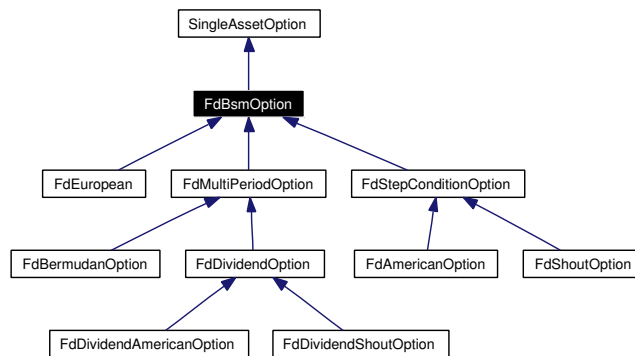 SingleAssetOption
FdBsmOption
FdEuropean
FdMultiPeriodOption
FdStepConditionOption
FdBermudanOption
FdDividendOption
FdAmericanOption
FdShoutOption
FdDividendAmericanOption
FdDividendShoutOption